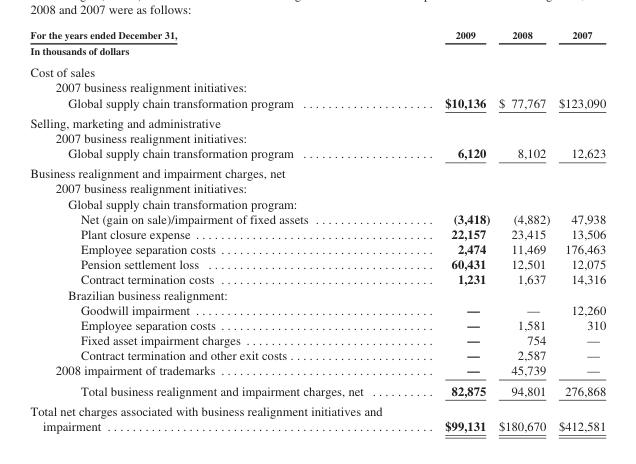 2008 and 2007 were as follows:
For the years ended December 31, 2009 2008 2007
In thousands of dollars
Cost of sales
2007 business realignment initiatives:
Global supply chain transformation program ...................... $10,136 $ 77,767 $123,090
Selling, marketing and administrative
2007 business realignment initiatives:
Global supply chain transformation program ...................... 6,120 8,102 12,623
Business realignment and impairment charges, net
2007 business realignment initiatives:
Global supply chain transformation program:
Net (gain on sale)/impairment of fixed assets ................... (3,418) (4,882) 47,938
Plant closure expense ..................................... 22,157 23,415 13,506
Employee separation costs .................................. 2,474 11,469 176,463
Pension settlement loss .................................... 60,431 12,501 12,075
Contract termination costs .................................. 1,231 1,637 14,316
Brazilian business realignment:
Goodwill impairment ...................................... — — 12,260
Employee separation costs .................................. — 1,581 310
Fixed asset impairment charges ............................... — 754 —
Contract termination and other exit costs ....................... — 2,587 —
2008 impairment of trademarks .................................. — 45,739 —
Total business realignment and impairment charges, net .......... 82,875 94,801 276,868
Total net charges associated with business realignment initiatives and
impairment .................................................... $99,131 $180,670 $412,581